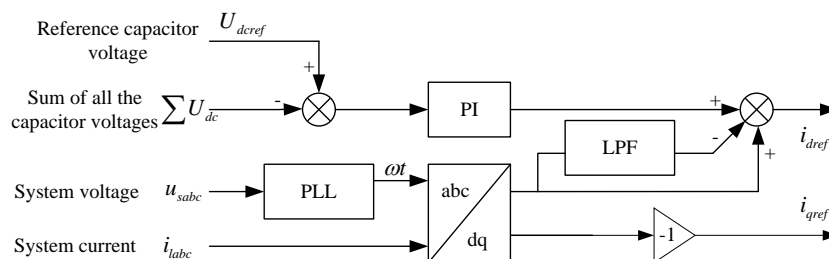 Reference capacitor
voltage
U_dcref
+
Sum of all the
capacitor voltages
∑U_dc
-
PI
+
-
+
LPF
i_dref
System voltage
u_sabc
PLL
ωt
abc
dq
System current
i_labc
-1
i_qref